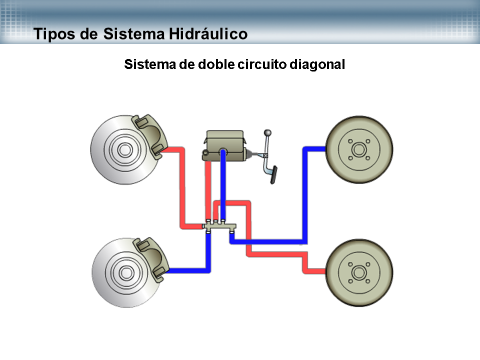 Tipos de Sistema Hidráulico
Sistema de doble circuito diagonal